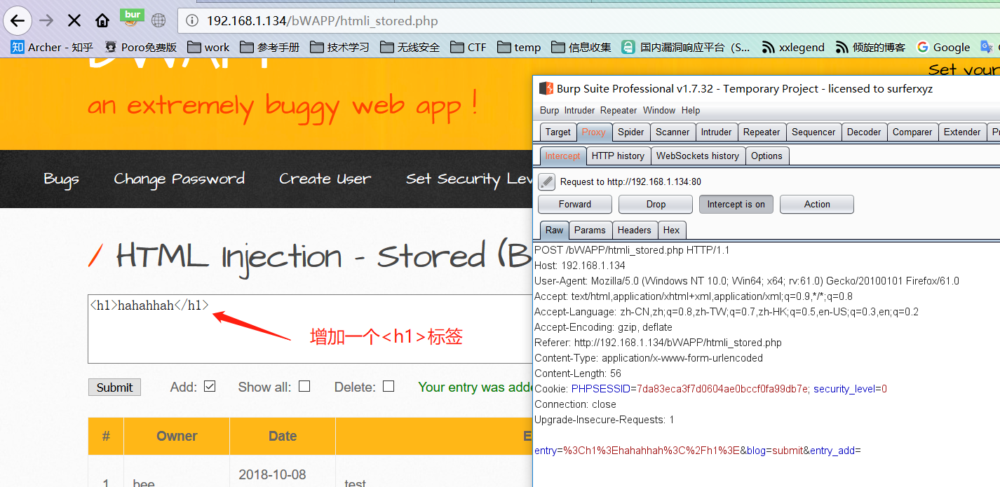 bur
192.168.1.134/bWAPP/htmli_stored.php
知 Archer - 知乎 Poro免费版 work 参考手册 技术学习 无线安全 CTF temp 信息收集 国内漏洞响应平台（S... xxlegend 倾旋的博客 Google
bWAPP
an extremely buggy web app !
Set your
Bugs Change Password Create User Set Security Lev
/ HTML Injection - Stored (B
<h1>hahahhah</h1>
增加一个<h1>标签
Submit Add: Show all: Delete: Your entry was adde
# Owner Date E
2018-10-08
1 bee test
Burp Suite Professional v1.7.32 - Temporary Project - licensed to surferxyz
Burp Intruder Repeater Window Help
Target Proxy Spider Scanner Intruder Repeater Sequencer Decoder Comparer Extender
Intercept HTTP history WebSockets history Options
Request to http://192.168.1.134:80
Forward Drop Intercept is on Action
Raw Params Headers Hex
POST /bWAPP/htmli_stored.php HTTP/1.1
Host: 192.168.1.134
User-Agent: Mozilla/5.0 (Windows NT 10.0; Win64; x64; rv:61.0) Gecko/20100101 Firefox/61.0
Accept: text/html,application/xhtml+xml,application/xml;q=0.9,*/*;q=0.8
Accept-Language: zh-CN,zh;q=0.8,zh-TW;q=0.7,zh-HK;q=0.5,en-US;q=0.3,en;q=0.2
Accept-Encoding: gzip, deflate
Referer: http://192.168.1.134/bWAPP/htmli_stored.php
Content-Type: application/x-www-form-urlencoded
Content-Length: 56
Cookie: PHPSESSID=7da83eca3f7d0604ae0bccf0fa99db7e; security_level=0
Connection: close
Upgrade-Insecure-Requests: 1
entry=%3Ch1%3Ehahahhah%3C%2Fh1%3E&blog=submit&entry_add=